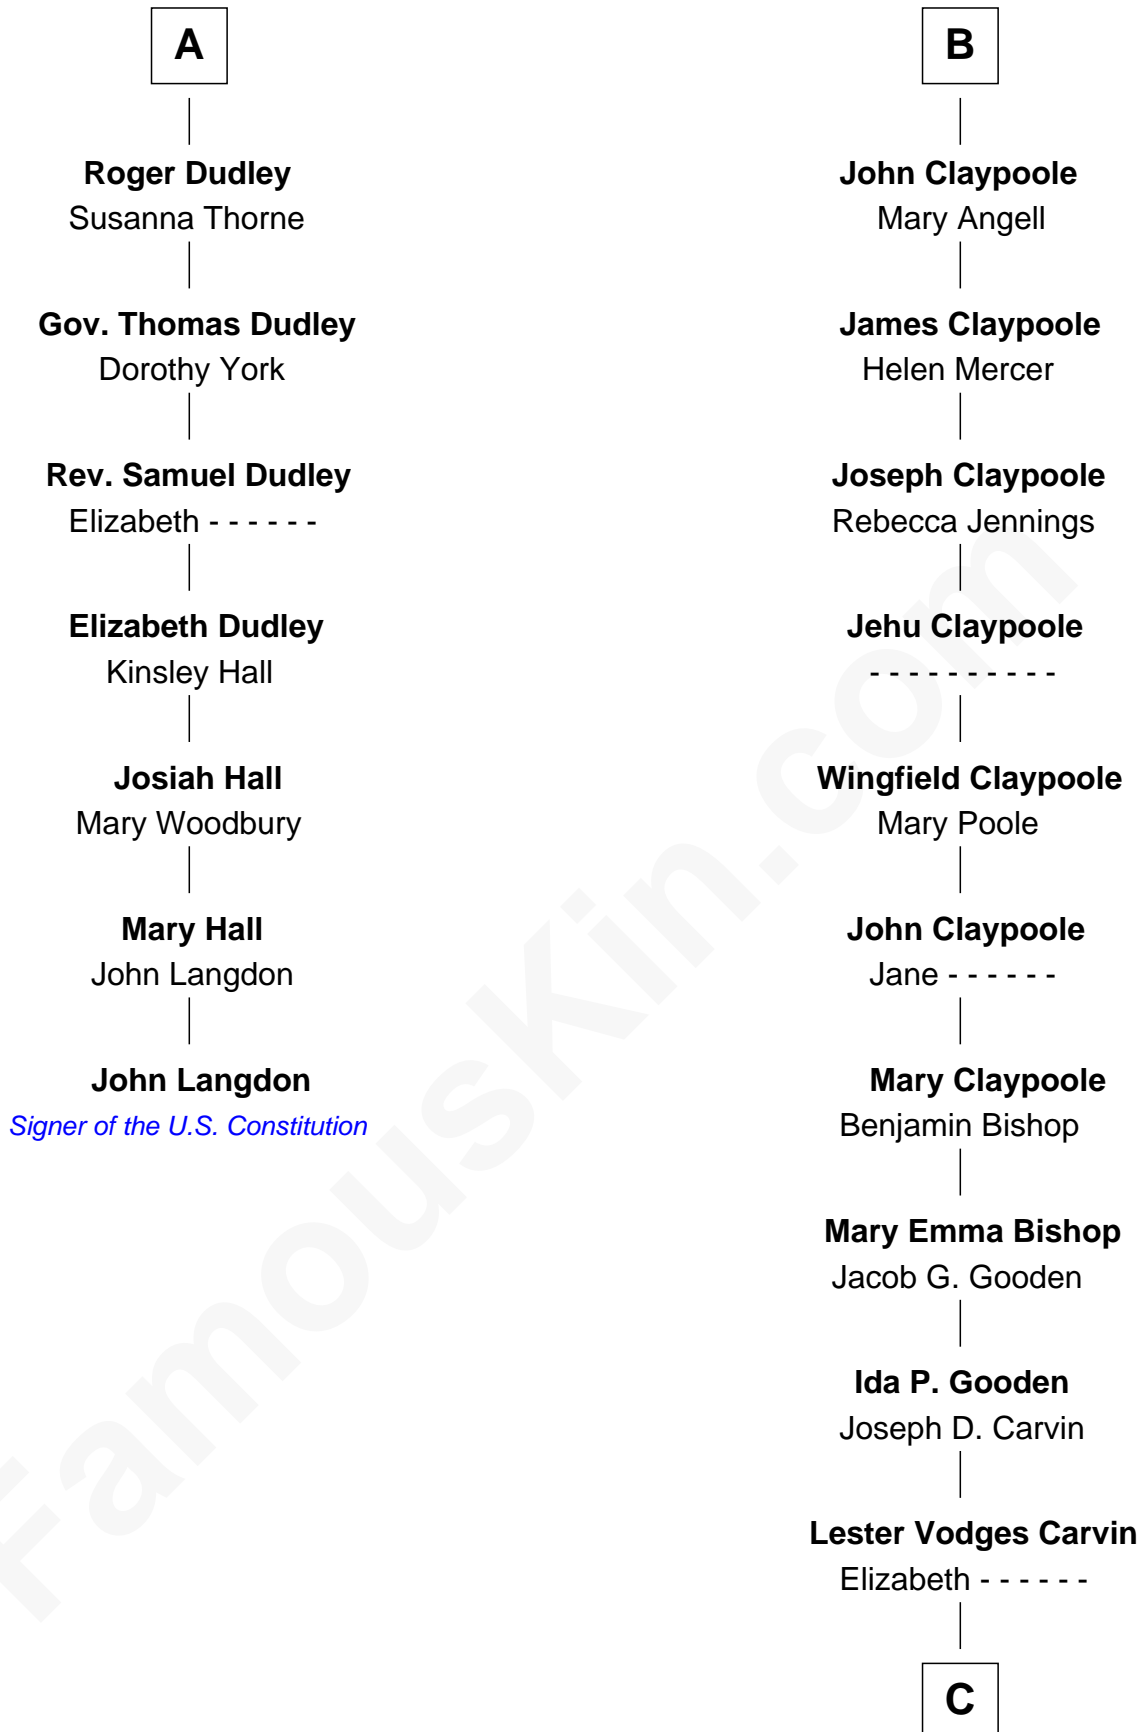 A
Roger Dudley
Susanna Thorne
Gov. Thomas Dudley
Dorothy York
Rev. Samuel Dudley
Elizabeth - - - - - -
Elizabeth Dudley
Kinsley Hall
Josiah Hall
Mary Woodbury
Mary Hall
John Langdon
John Langdon
Signer of the U.S. Constitution
B
John Claypoole
Mary Angell
James Claypoole
Helen Mercer
Joseph Claypoole
Rebecca Jennings
Jehu Claypoole
- - - - - - - - - -
Wingfield Claypoole
Mary Poole
John Claypoole
Jane - - - - - -
Mary Claypoole
Benjamin Bishop
Mary Emma Bishop
Jacob G. Gooden
Ida P. Gooden
Joseph D. Carvin
Lester Vodges Carvin
Elizabeth - - - - - -
C
FamousKin.com